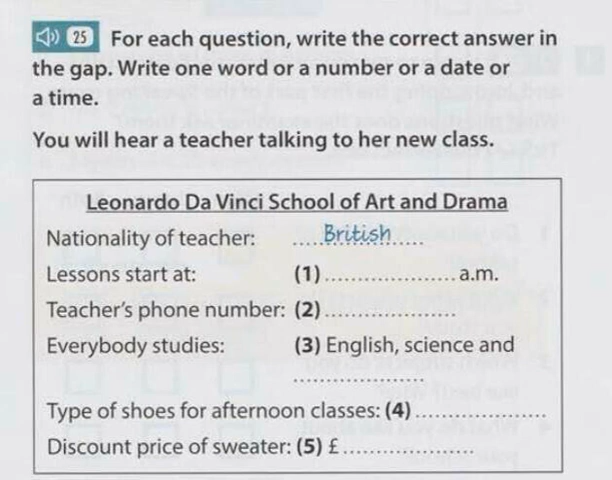 25 For each question, write the correct answer in
the gap. Write one word or a number or a date or
a time.
You will hear a teacher talking to her new class.
Leonardo Da Vinci School of Art and Drama
Nationality of teacher: ......British......
Lessons start at: (1)........................a.m.
Teacher's phone number: (2)........................
Everybody studies: (3) English, science and
........................
Type of shoes for afternoon classes: (4)........................
Discount price of sweater: (5) £........................